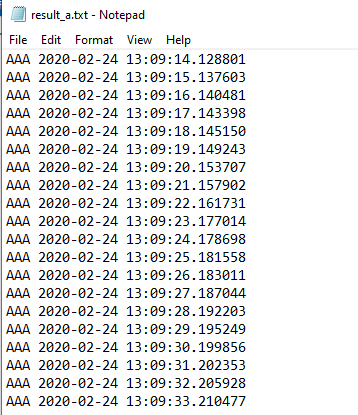 result_a.txt - Notepad
File Edit Format View Help
AAA 2020-02-24 13:09:14.128801
AAA 2020-02-24 13:09:15.137603
AAA 2020-02-24 13:09:16.140481
AAA 2020-02-24 13:09:17.143398
AAA 2020-02-24 13:09:18.145150
AAA 2020-02-24 13:09:19.149243
AAA 2020-02-24 13:09:20.153707
AAA 2020-02-24 13:09:21.157902
AAA 2020-02-24 13:09:22.161731
AAA 2020-02-24 13:09:23.177014
AAA 2020-02-24 13:09:24.178698
AAA 2020-02-24 13:09:25.181558
AAA 2020-02-24 13:09:26.183011
AAA 2020-02-24 13:09:27.187044
AAA 2020-02-24 13:09:28.192203
AAA 2020-02-24 13:09:29.195249
AAA 2020-02-24 13:09:30.199856
AAA 2020-02-24 13:09:31.202353
AAA 2020-02-24 13:09:32.205928
AAA 2020-02-24 13:09:33.210477